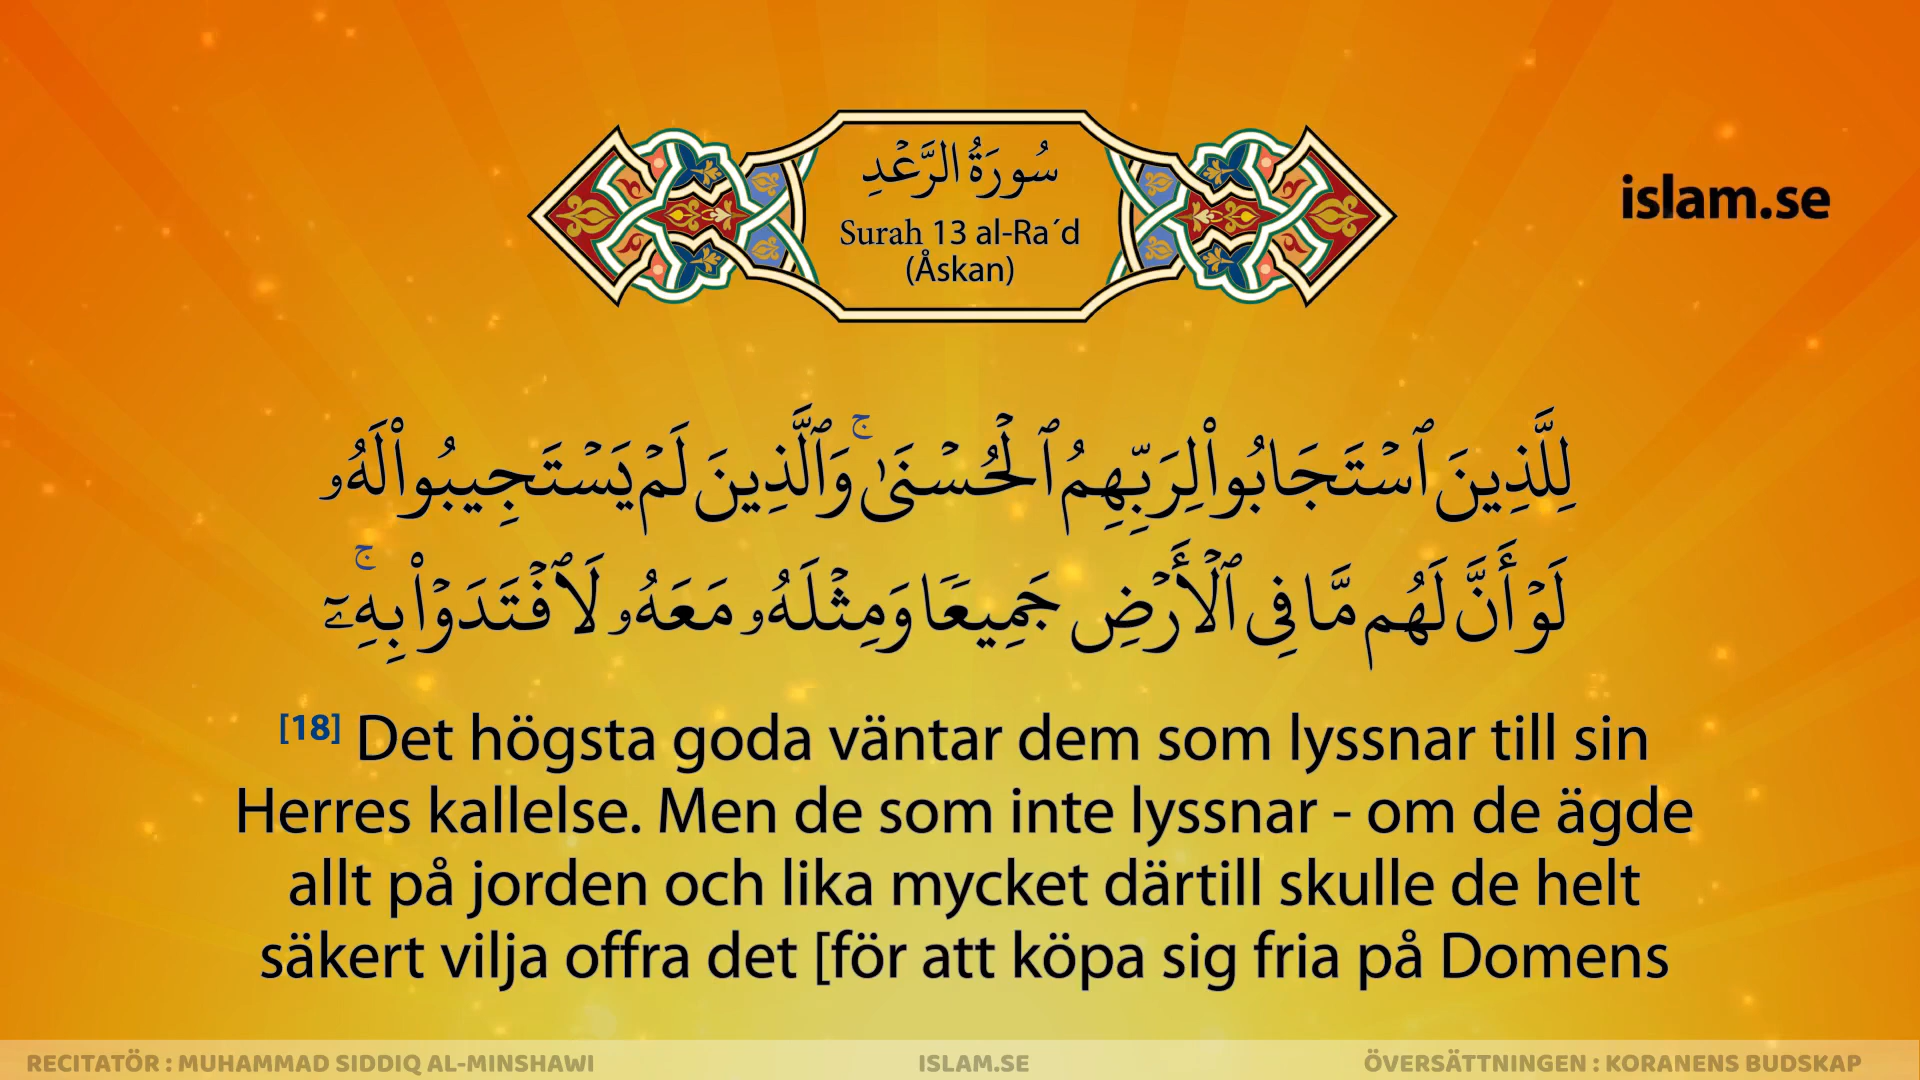 سُورَةُ الرَّعۡدِ
Surah 13 al-Ra´d
(Åskan)
islam.se
لِلَّذِينَ ٱسۡتَجَابُواْ لِرَبِّهِمُ ٱلۡحُسۡنَىٰۚ وَٱلَّذِينَ لَمۡ يَسۡتَجِيبُواْ لَهُۥ
لَوۡ أَنَّ لَهُم مَّا فِي ٱلۡأَرۡضِ جَمِيعٗا وَمِثۡلَهُۥ مَعَهُۥ لَٱفۡتَدَوۡاْ بِهِۦٓۚ
[18] Det högsta goda väntar dem som lyssnar till sin
Herres kallelse. Men de som inte lyssnar - om de ägde
allt på jorden och lika mycket därtill skulle de helt
säkert vilja offra det [för att köpa sig fria på Domens
RECITATÖR : MUHAMMAD SIDDIQ AL-MINSHAWI
ISLAM.SE
ÖVERSÄTTNINGEN : KORANENS BUDSKAP